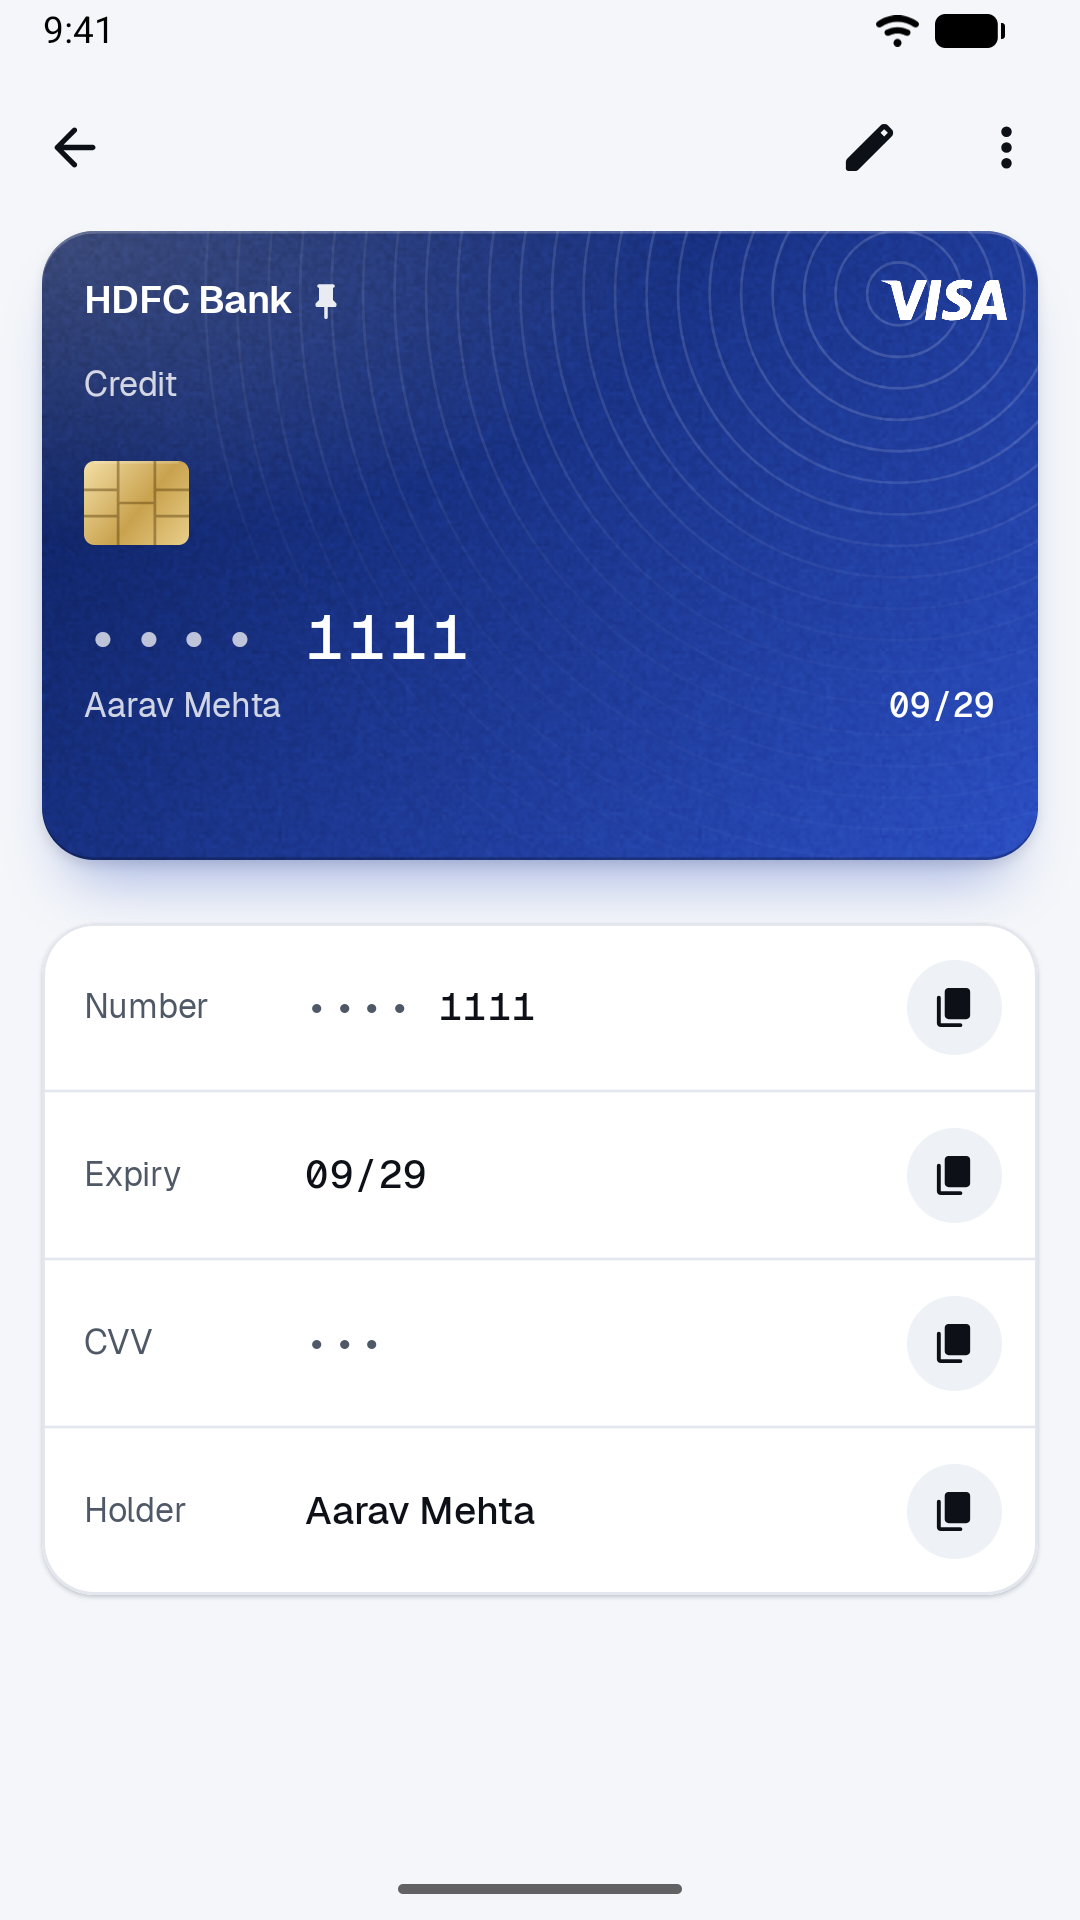 9:41
HDFC Bank
VISA
Credit
•••• 1111
Aarav Mehta
09/29
Number •••• 1111
Expiry 09/29
CVV •••
Holder Aarav Mehta